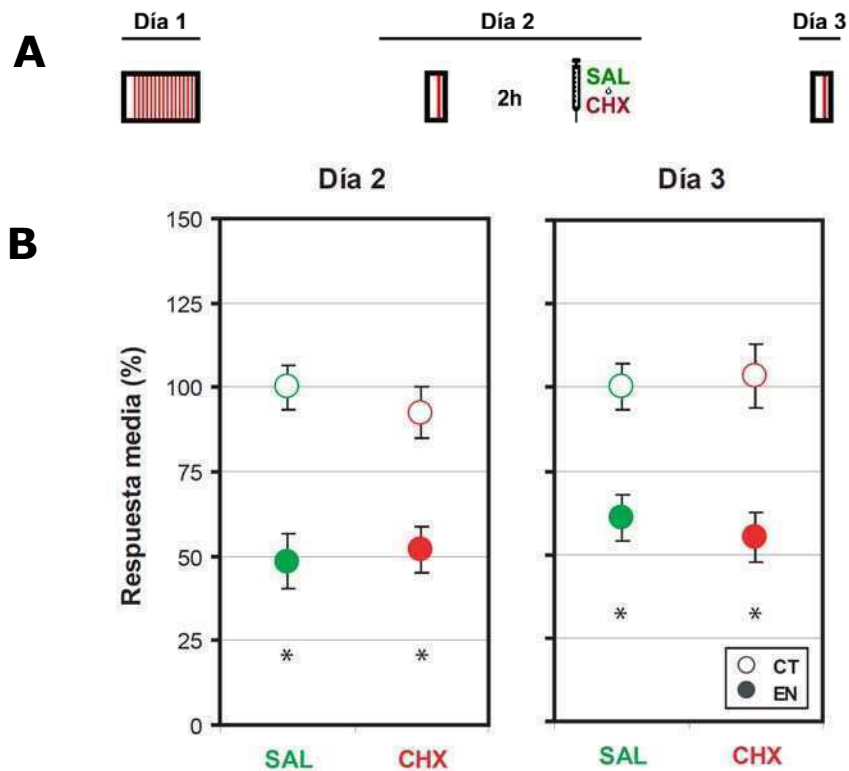 A
Día 1
Día 2
Día 3
2h
SAL
ó
CHX
B
Día 2
Día 3
Respuesta media (%)
150
125
100
75
50
25
0
* *
* *
CT
EN
SAL CHX
SAL CHX